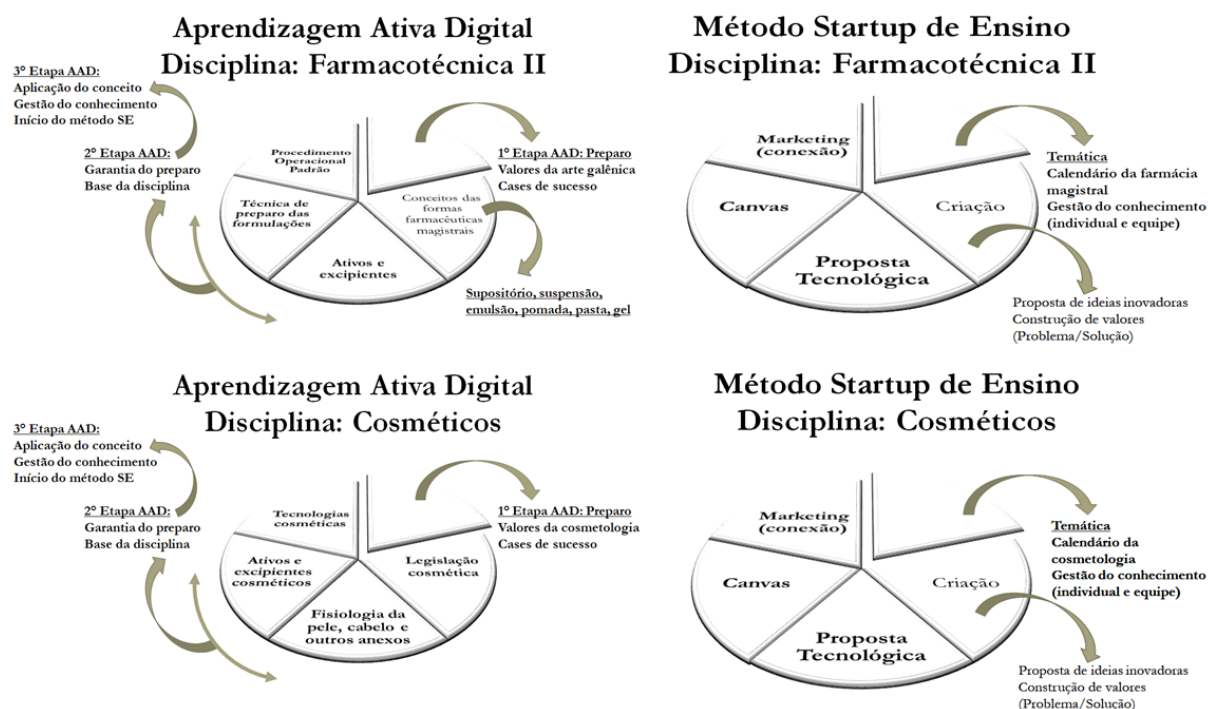 Aprendizagem Ativa Digital
Disciplina: Farmacotécnica II
3° Etapa AAD:
Aplicação do conceito
Gestão do conhecimento
Início do método SE
2° Etapa AAD:
Garantia do preparo
Base da disciplina
Procedimento
Operacional
Padrão
Técnica de
preparo das
formulações
Ativos e
excipientes
Conceitos das
formas
farmacêuticas
magistrais
1° Etapa AAD: Preparo
Valores da arte galênica
Cases de sucesso
Supositório, suspensão,
emulsão, pomada, pasta, gel
Método Startup de Ensino
Disciplina: Farmacotécnica II
Marketing
(conexão)
Canvas
Proposta
Tecnológica
Criação
Temática
Calendário da farmácia
magistral
Gestão do conhecimento
(individual e equipe)
Proposta de ideias inovadoras
Construção de valores
(Problema/Solução)
Aprendizagem Ativa Digital
Disciplina: Cosméticos
3° Etapa AAD:
Aplicação do conceito
Gestão do conhecimento
Início do método SE
2° Etapa AAD:
Garantia do preparo
Base da disciplina
Tecnologias
cosméticas
Ativos e
excipientes
cosméticos
Fisiologia da
pele, cabelo e
outros anexos
Legislação
cosmética
1° Etapa AAD: Preparo
Valores da cosmetologia
Cases de sucesso
Método Startup de Ensino
Disciplina: Cosméticos
Marketing
(conexão)
Canvas
Proposta
Tecnológica
Criação
Temática
Calendário da
cosmetologia
Gestão do conhecimento
(individual e equipe)
Proposta de ideias inovadoras
Construção de valores
(Problema/Solução)